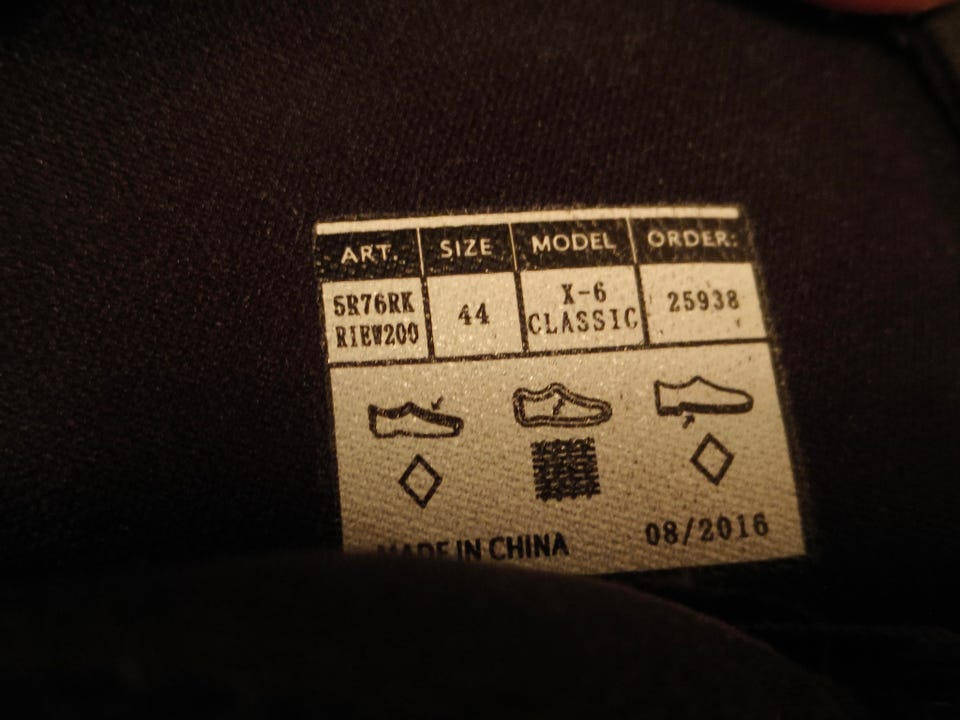 ART. SIZE MODEL ORDER:
5R76RK 44 X-6 25938
RIEW200 CLASSIC
MADE IN CHINA 08/2016